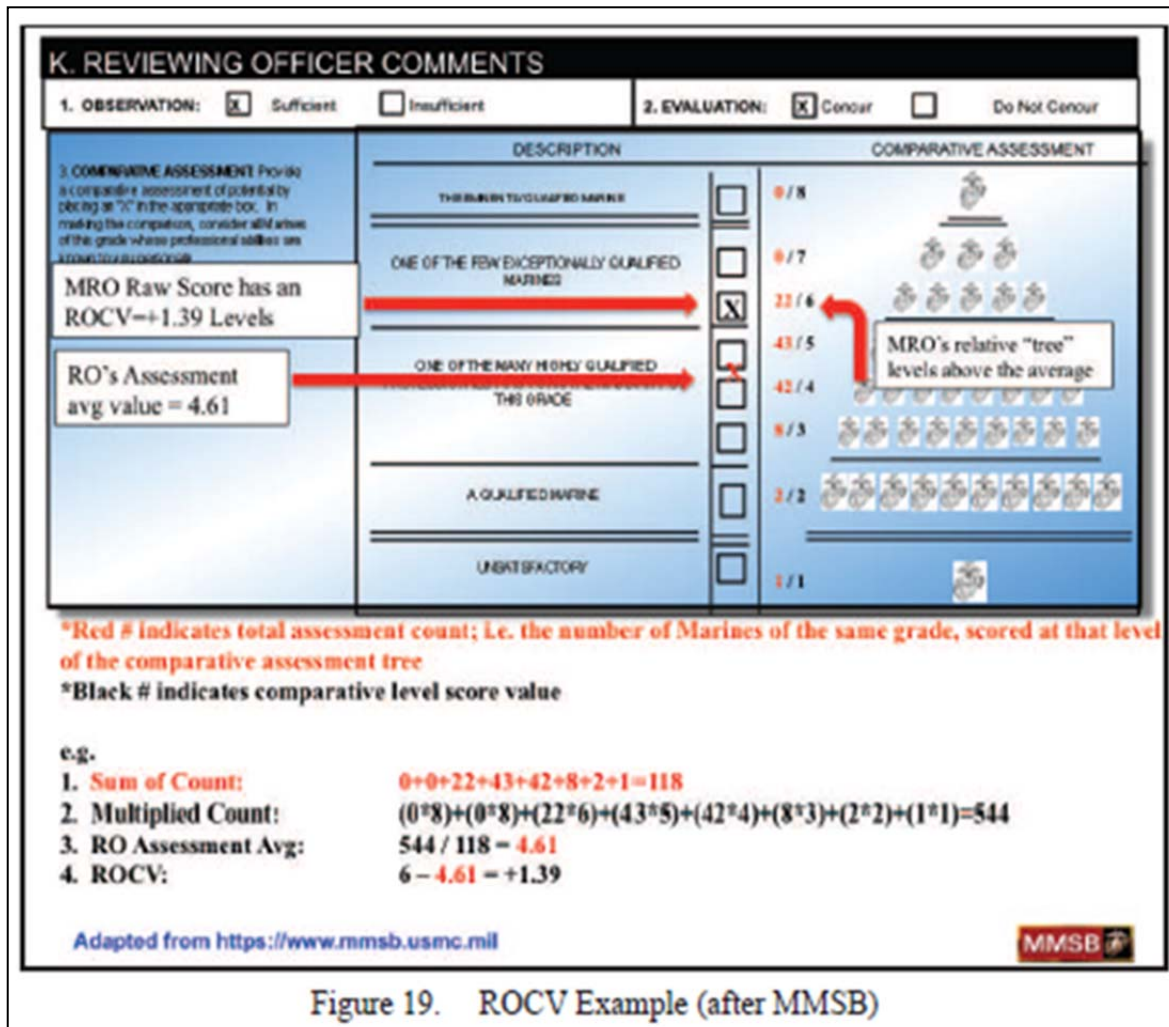 K. REVIEWING OFFICER COMMENTS
1. OBSERVATION: X Sufficient Insufficient 2. EVALUATION: X Concur Do Not Concur
DESCRIPTION COMPARATIVE ASSESSMENT
3. COMPARATIVE ASSESSMENT: Provide
a comparative assessment of potential by
placing an "X" in the appropriate box. In
making the comparison, consider all Marines
of this grade whose professional abilities are
known to you personally.
THE EMINENTLY QUALIFIED MARINE
0 / 8
ONE OF THE FEW EXCEPTIONALLY QUALIFIED
MARINES
0 / 7
MRO Raw Score has an
ROCV=+1.39 Levels
X
22 / 6
43 / 5
MRO's relative "tree"
levels above the average
RO's Assessment
avg value = 4.61
ONE OF THE MANY HIGHLY QUALIFIED
THIS GRADE
X
42 / 4
8 / 3
A QUALIFIED MARINE
2 / 2
UNSATISFACTORY
1 / 1
*Red # indicates total assessment count; i.e. the number of Marines of the same grade, scored at that level
of the comparative assessment tree
*Black # indicates comparative level score value
e.g.
1. Sum of Count: 0+0+22+43+42+8+2+1=118
2. Multiplied Count: (0*8)+(0*8)+(22*6)+(43*5)+(42*4)+(8*3)+(2*2)+(1*1)=544
3. RO Assessment Avg: 544 / 118 = 4.61
4. ROCV: 6 – 4.61 = +1.39
Adapted from https://www.mmsb.usmc.mil
MMSB
Figure 19. ROCV Example (after MMSB)